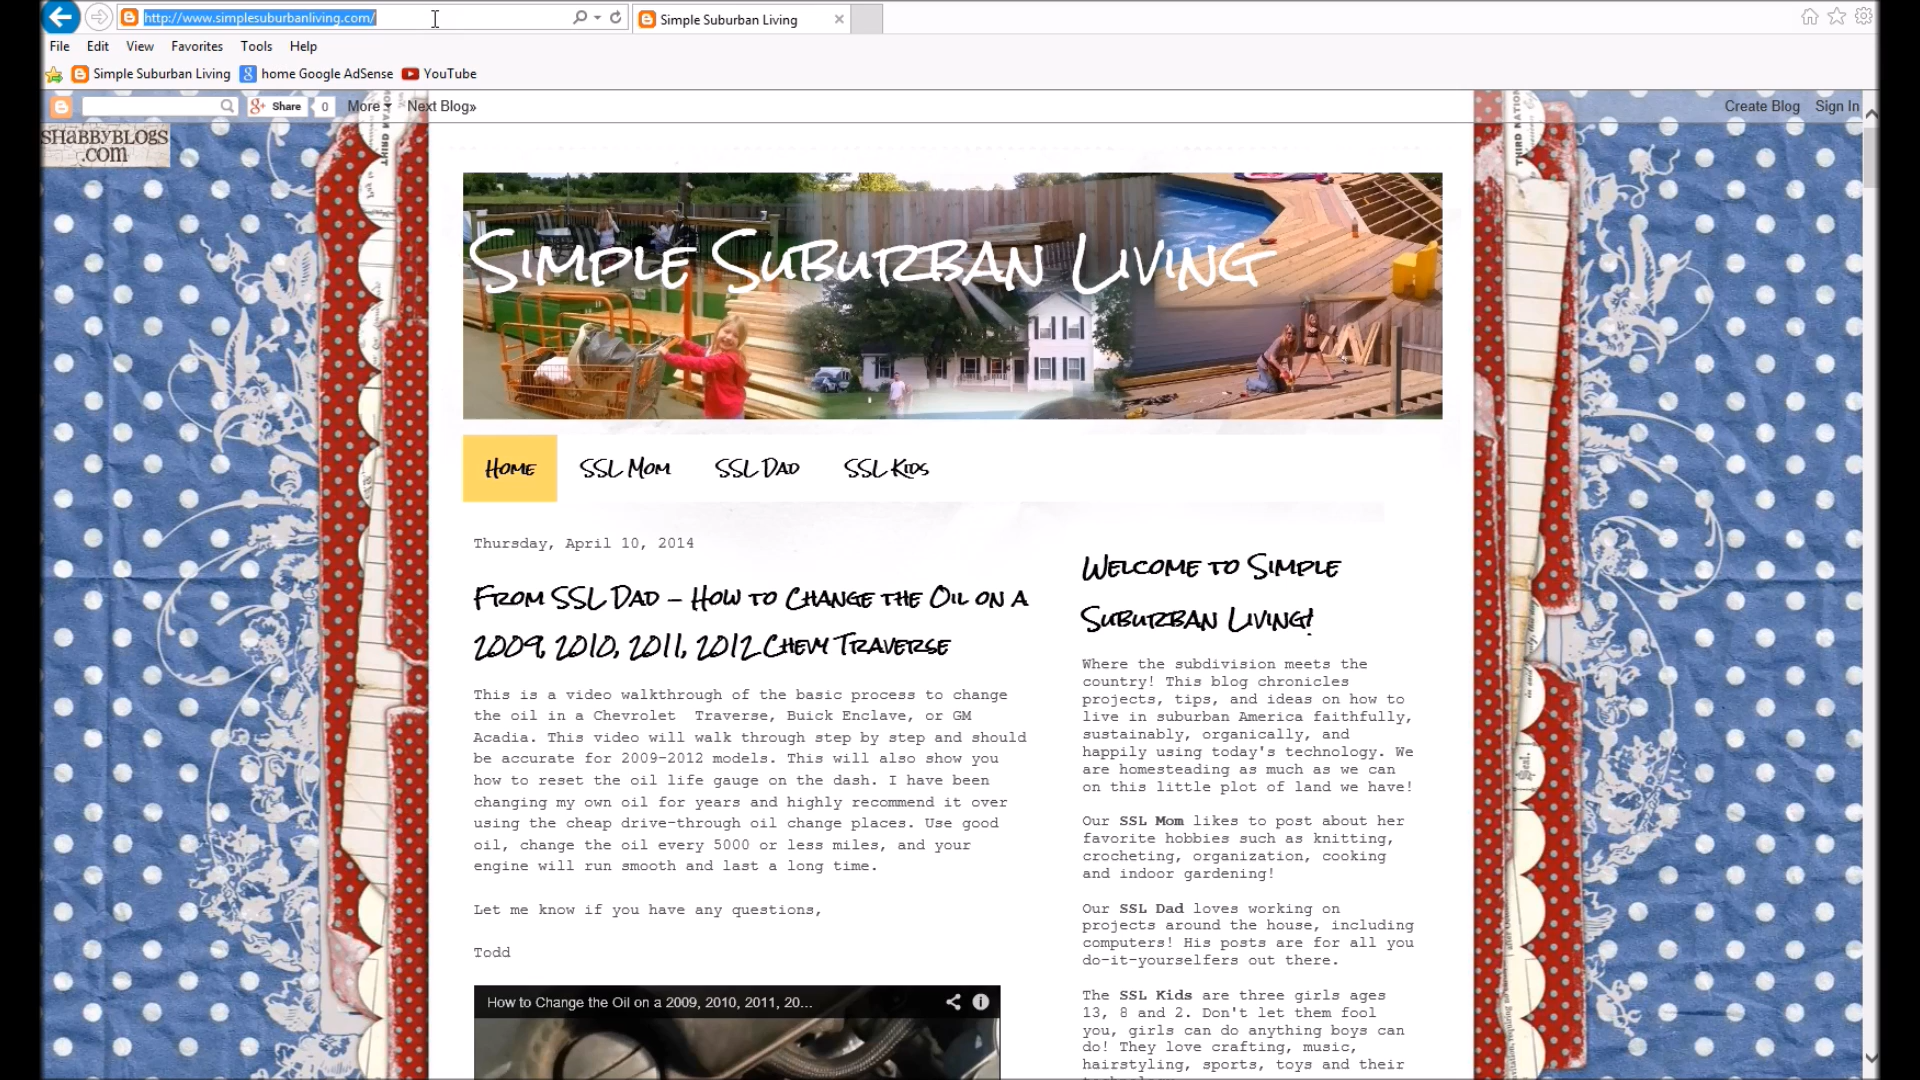 http://www.simplesuburbanliving.com/
Simple Suburban Living
File Edit View Favorites Tools Help
Simple Suburban Living home Google AdSense YouTube
Share 0 More Next Blog»
Create Blog Sign In
SHaBBYBLOGS
.com
THIRD NATION
Simple Suburban Living
Home SSL Mom SSL Dad SSL Kids
Thursday, April 10, 2014
From SSL Dad - How to Change the Oil on a
2009, 2010, 2011, 2012 Chevy Traverse
This is a video walkthrough of the basic process to change
the oil in a Chevrolet Traverse, Buick Enclave, or GM
Acadia. This video will walk through step by step and should
be accurate for 2009-2012 models. This will also show you
how to reset the oil life gauge on the dash. I have been
changing my own oil for years and highly recommend it over
using the cheap drive-through oil change places. Use good
oil, change the oil every 5000 or less miles, and your
engine will run smooth and last a long time.
Let me know if you have any questions,
Todd
How to Change the Oil on a 2009, 2010, 2011, 20...
Welcome to Simple
Suburban Living!
Where the subdivision meets the
country! This blog chronicles
projects, tips, and ideas on how to
live in suburban America faithfully,
sustainably, organically, and
happily using today's technology. We
are homesteading as much as we can
on this little plot of land we have!
Our SSL Mom likes to post about her
favorite hobbies such as knitting,
crocheting, organization, cooking
and indoor gardening!
Our SSL Dad loves working on
projects around the house, including
computers! His posts are for all you
do-it-yourselfers out there.
The SSL Kids are three girls ages
13, 8 and 2. Don't let them fool
you, girls can do anything boys can
do! They love crafting, music,
hairstyling, sports, toys and their